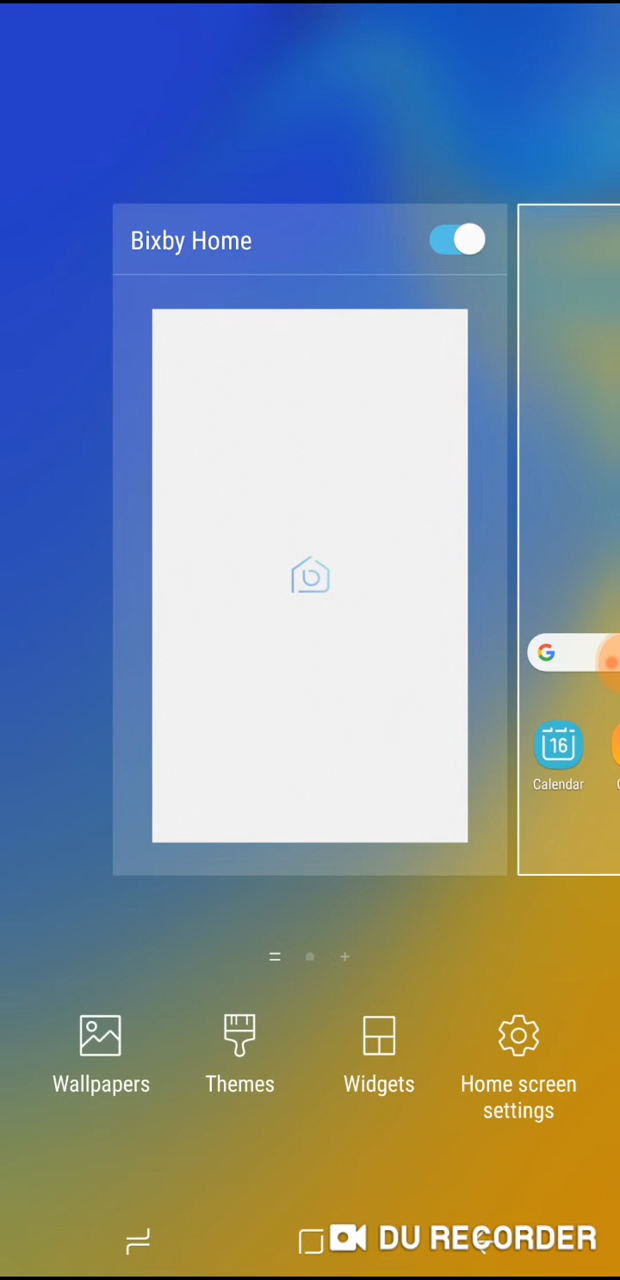 Bixby Home
G
16
Calendar
Wallpapers
Themes
Widgets
Home screen
settings
DU RECORDER